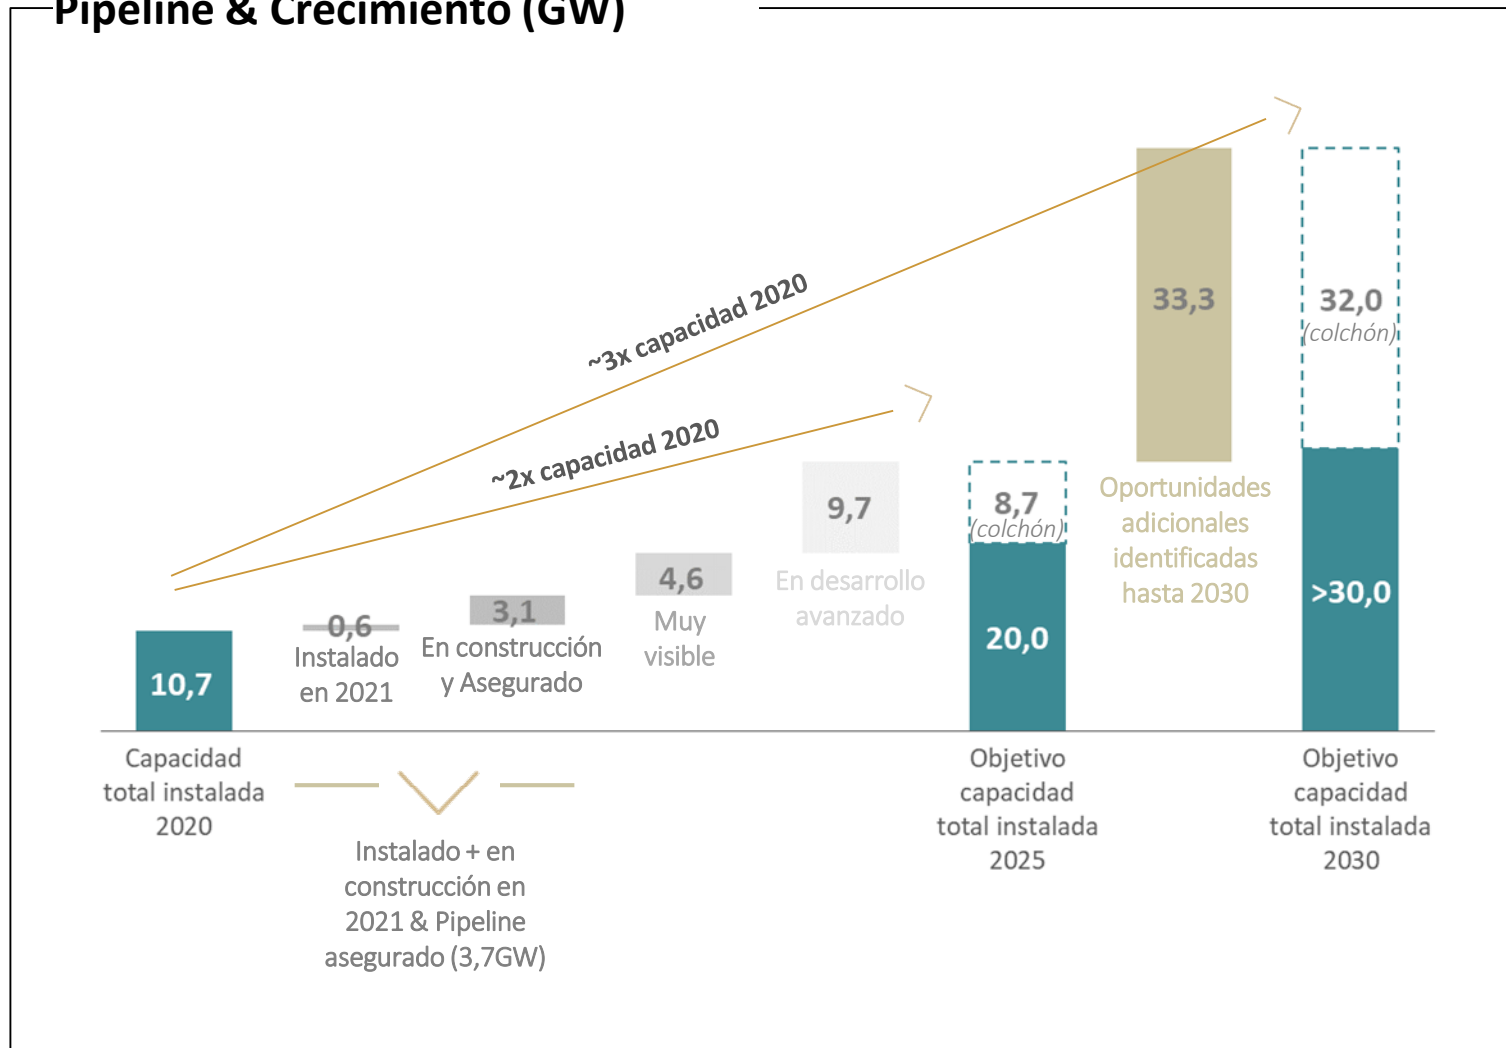 Pipeline & Crecimiento (GW)
~3x capacidad 2020
~2x capacidad 2020
10,7
Capacidad
total instalada
2020
0,6
Instalado
en 2021
3,1
En construcción
y Asegurado
Instalado + en
construcción en
2021 & Pipeline
asegurado (3,7GW)
4,6
Muy
visible
9,7
En desarrollo
avanzado
8,7
(colchón)
20,0
Objetivo
capacidad
total instalada
2025
33,3
Oportunidades
adicionales
identificadas
hasta 2030
32,0
(colchón)
>30,0
Objetivo
capacidad
total instalada
2030